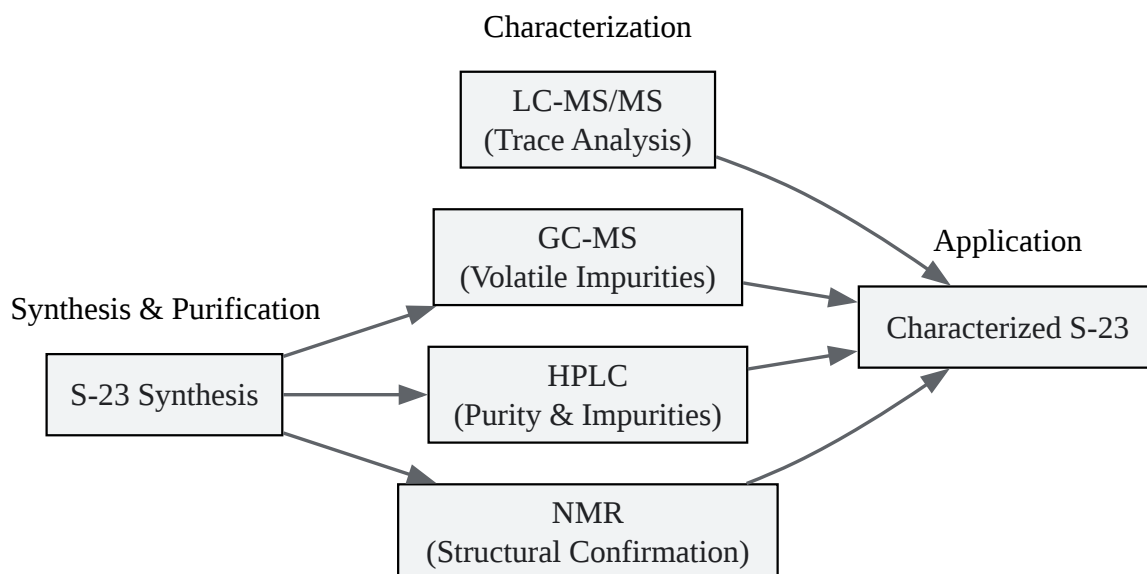 Characterization
LC-MS/MS
(Trace Analysis)
GC-MS
(Volatile Impurities)
Application
Synthesis & Purification
Characterized S-23
S-23 Synthesis
HPLC
(Purity & Impurities)
NMR
(Structural Confirmation)